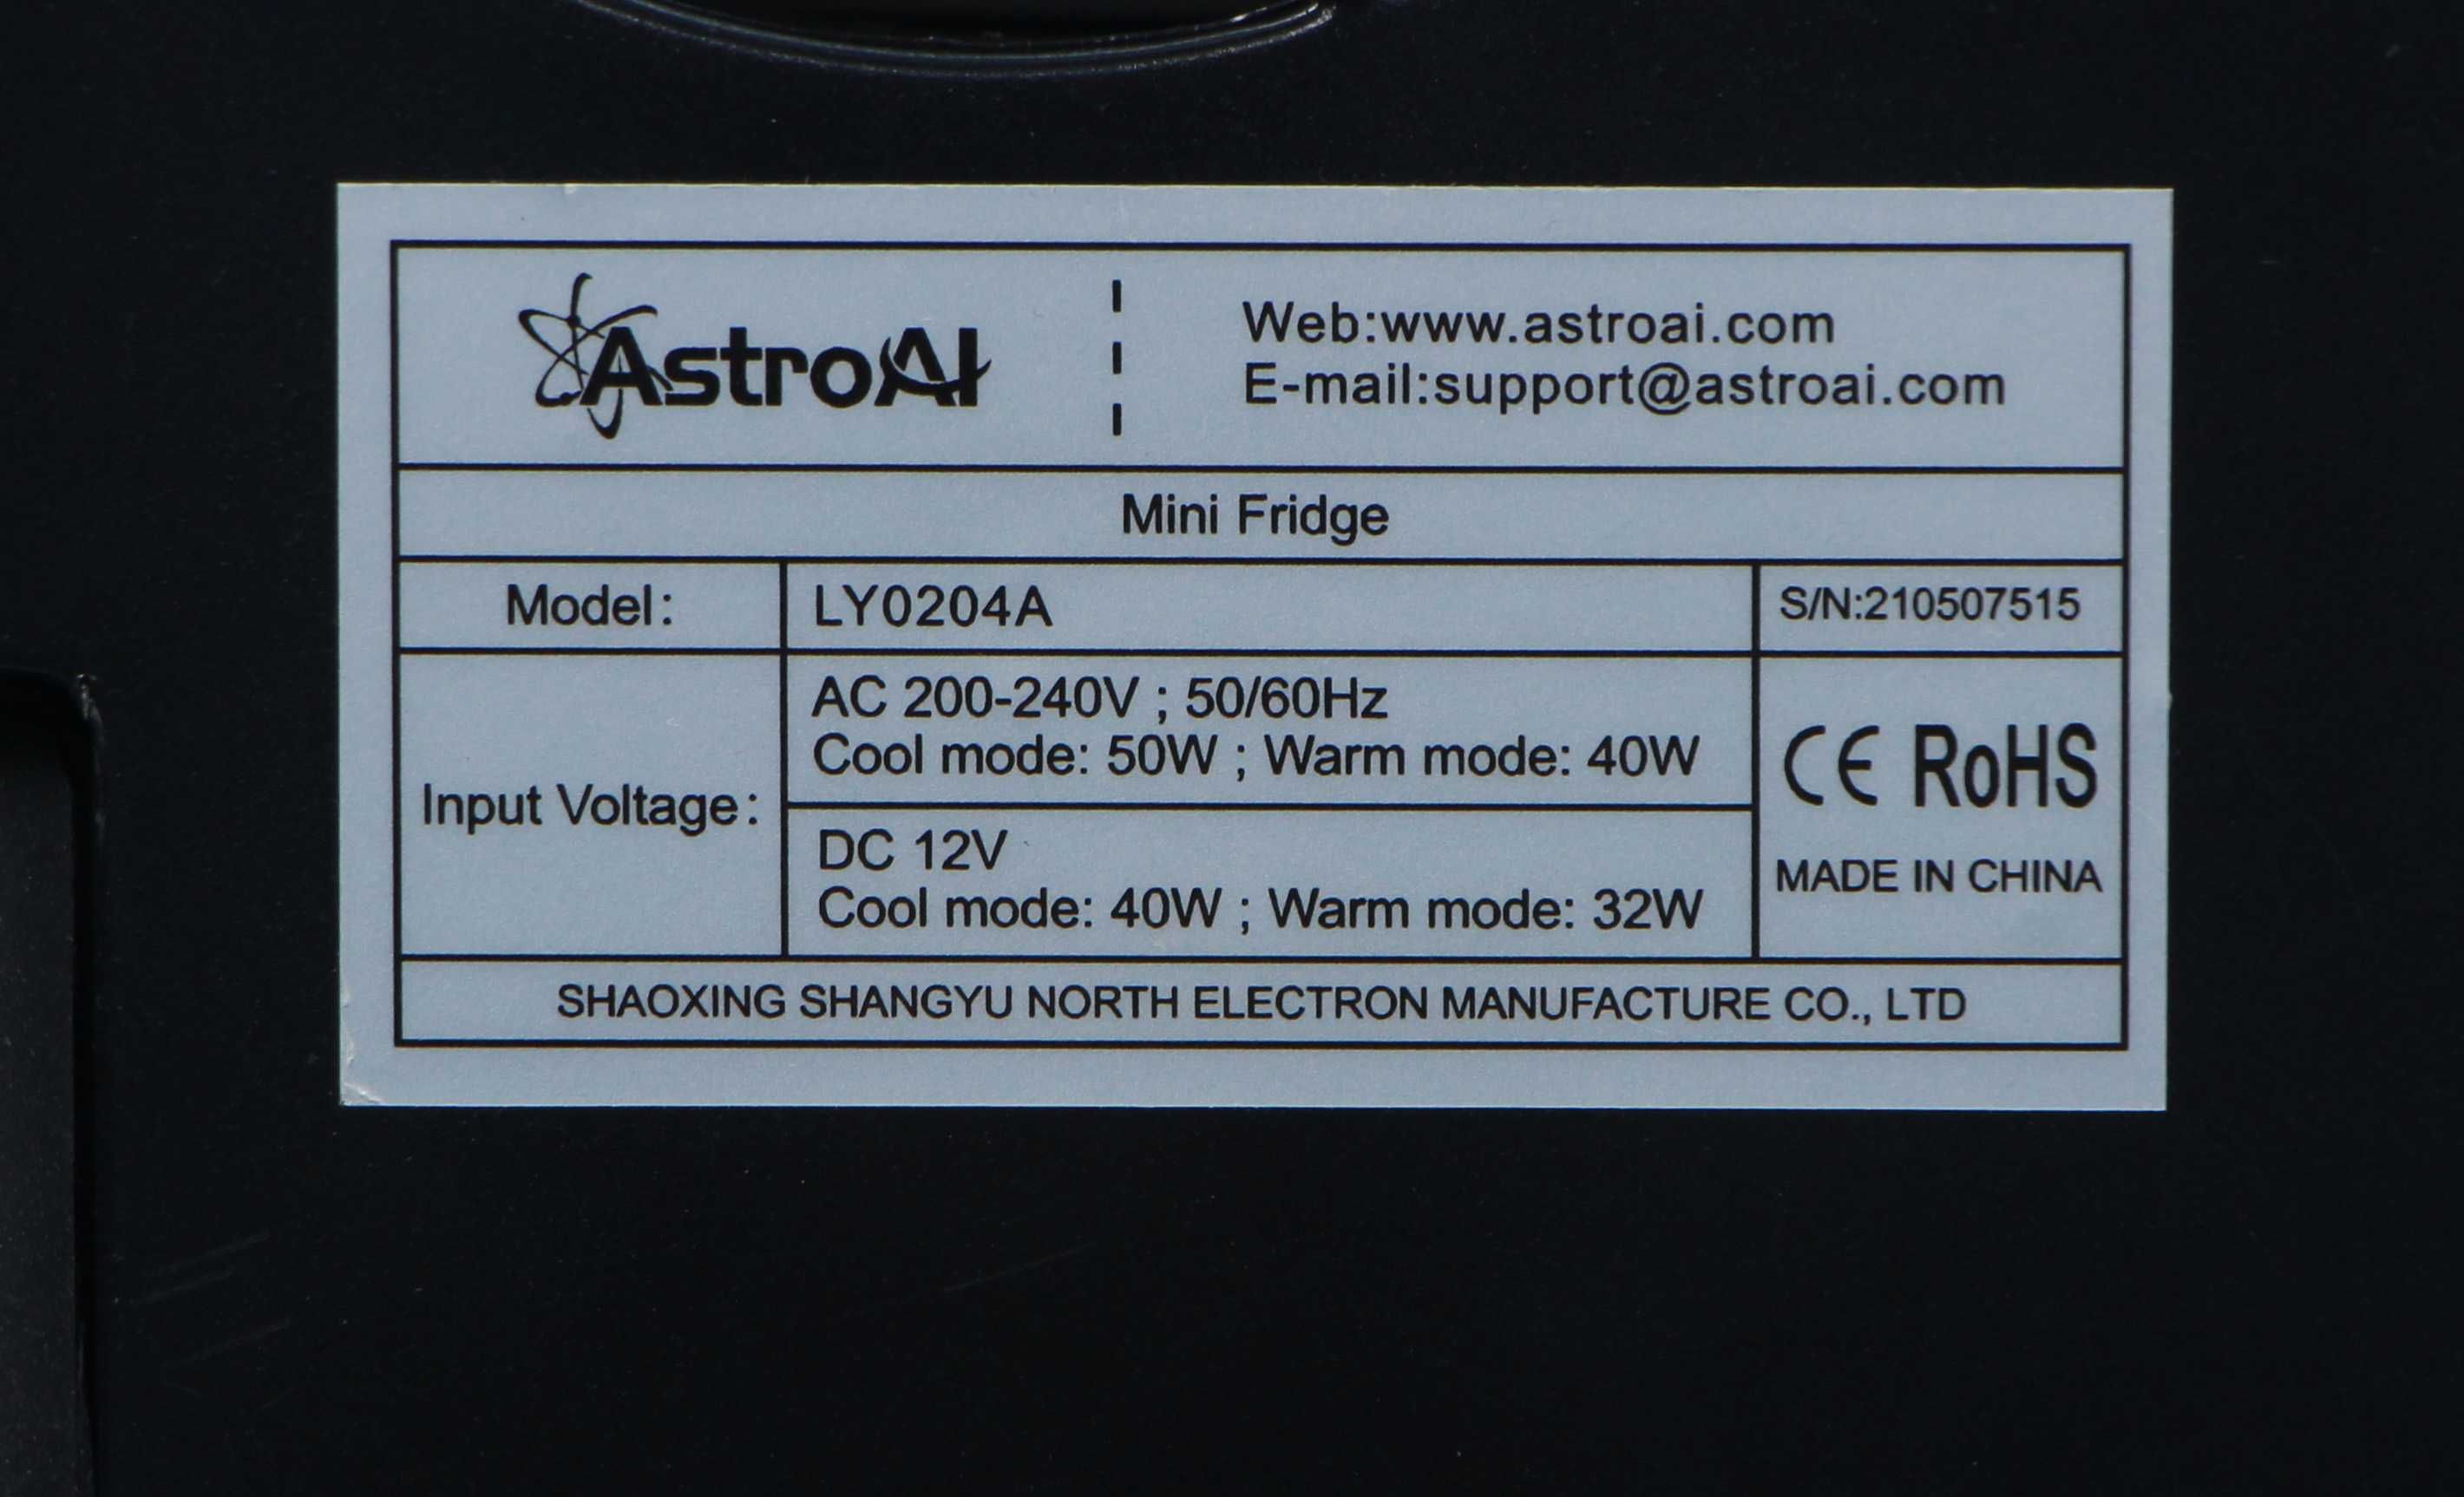 AstroAI
Web:www.astroai.com
E-mail:support@astroai.com
Mini Fridge
Model:
LY0204A
S/N:210507515
Input Voltage:
AC 200-240V ; 50/60Hz
Cool mode: 50W ; Warm mode: 40W
DC 12V
Cool mode: 40W ; Warm mode: 32W
CE RoHS
MADE IN CHINA
SHAOXING SHANGYU NORTH ELECTRON MANUFACTURE CO., LTD